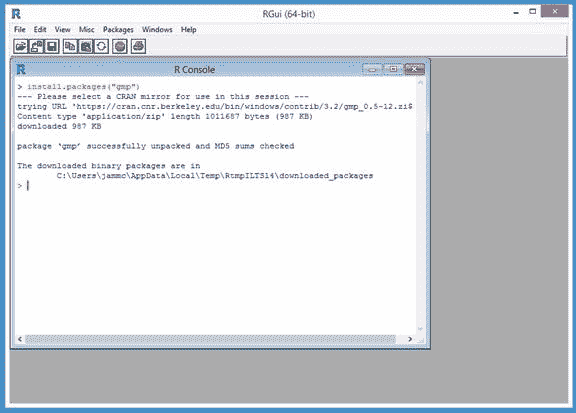 RGui (64-bit)
File Edit View Misc Packages Windows Help
R Console
> install.packages("gmp")
--- Please select a CRAN mirror for use in this session ---
trying URL 'https://cran.cnr.berkeley.edu/bin/windows/contrib/3.2/gmp_0.5-12.zi$
Content type 'application/zip' length 1011687 bytes (987 KB)
downloaded 987 KB
package ‘gmp’ successfully unpacked and MD5 sums checked
The downloaded binary packages are in
C:\Users\jammc\AppData\Local\Temp\RtmpILTS14\downloaded_packages
>